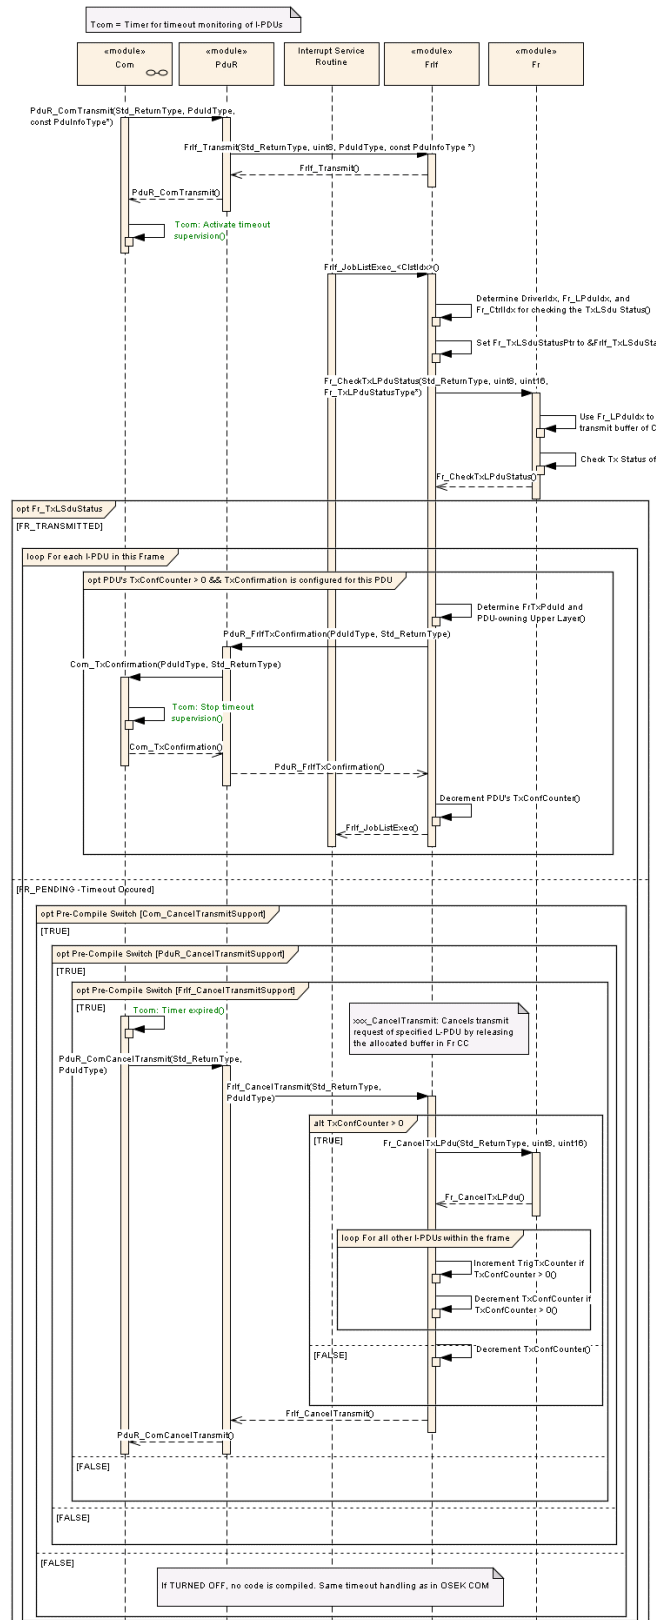 Tcom = Timer for timeout monitoring of I-PDUs
«module»
Com
«module»
PduR
Interrupt Service
Routine
«module»
FrIf
«module»
Fr
PduR_ComTransmit(Std_ReturnType, PduIdType,
const PduInfoType*)
FrIf_Transmit(Std_ReturnType, uint8, PduIdType, const PduInfoType *)
FrIf_Transmit()
PduR_ComTransmit()
Tcom: Activate timeout
supervision()
FrIf_JobListExec_<ClstIdx>()
Determine DriverIdx, Fr_LPduIdx, and
Fr_CtrlIdx for checking the TxLSdu Status()
Set Fr_TxLSduStatusPtr to &FrIf_TxLSduSta
Fr_CheckTxLPduStatus(Std_ReturnType, uint8, uint16,
Fr_TxLPduStatusType*)
Use Fr_LPduIdx to
transmit buffer of C
Check Tx Status of
Fr_CheckTxLPduStatus()
opt Fr_TxLSduStatus
[FR_TRANSMITTED]
loop For each I-PDU in this Frame
opt PDU's TxConfCounter > 0 && TxConfirmation is configured for this PDU
Determine FrTxPduId and
PDU-owning Upper Layer()
PduR_FrIfTxConfirmation(PduIdType, Std_ReturnType)
Com_TxConfirmation(PduIdType, Std_ReturnType)
Tcom: Stop timeout
supervision()
Com_TxConfirmation()
PduR_FrIfTxConfirmation()
Decrement PDU's TxConfCounter()
FrIf_JobListExec()
[FR_PENDING - Timeout Occured]
opt Pre-Compile Switch [Com_CancelTransmitSupport]
[TRUE]
opt Pre-Compile Switch [PduR_CancelTransmitSupport]
[TRUE]
opt Pre-Compile Switch [FrIf_CancelTransmitSupport]
[TRUE]
Tcom: Timer expired()
xxx_CancelTransmit: Cancels transmit
request of specified L-PDU by releasing
the allocated buffer in Fr CC
PduR_ComCancelTransmit(Std_ReturnType,
PduIdType)
FrIf_CancelTransmit(Std_ReturnType,
PduIdType)
alt TxConfCounter > 0
[TRUE]
Fr_CancelTxLPdu(Std_ReturnType, uint8, uint16)
Fr_CancelTxLPdu()
loop For all other I-PDUs within the frame
Increment TrigTxCounter if
TxConfCounter > 0()
Decrement TxConfCounter if
TxConfCounter > 0()
[FALSE]
Decrement TxConfCounter()
FrIf_CancelTransmit()
PduR_ComCancelTransmit()
[FALSE]
[FALSE]
[FALSE]
If TURNED OFF, no code is compiled. Same timeout handling as in OSEK COM